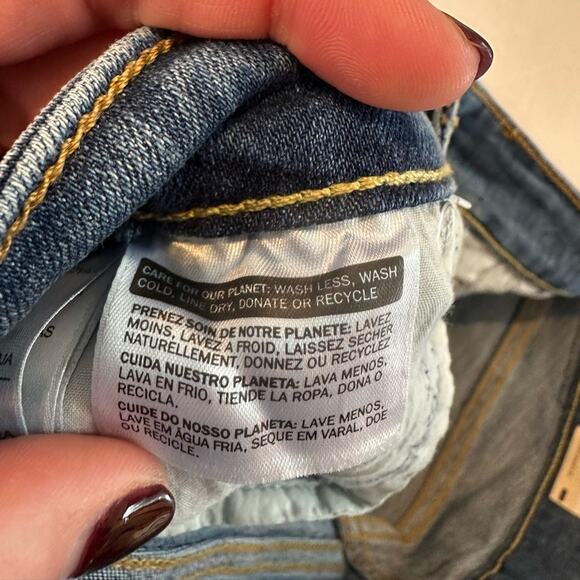 CARE FOR OUR PLANET: WASH LESS, WASH
COLD, LINE DRY, DONATE OR RECYCLE
PRENEZ SOIN DE NOTRE PLANETE: LAVEZ
MOINS, LAVEZ A FROID, LAISSEZ SECHER
NATURELLEMENT, DONNEZ OU RECYCLEZ
CUIDA NUESTRO PLANETA: LAVA MENOS,
LAVA EN FRIO, TIENDE LA ROPA, DONA O
RECICLA.
CUIDE DO NOSSO PLANETA: LAVE MENOS,
LAVE EM ÁGUA FRIA, SEQUE EM VARAL, DOE
OU RECICLE.